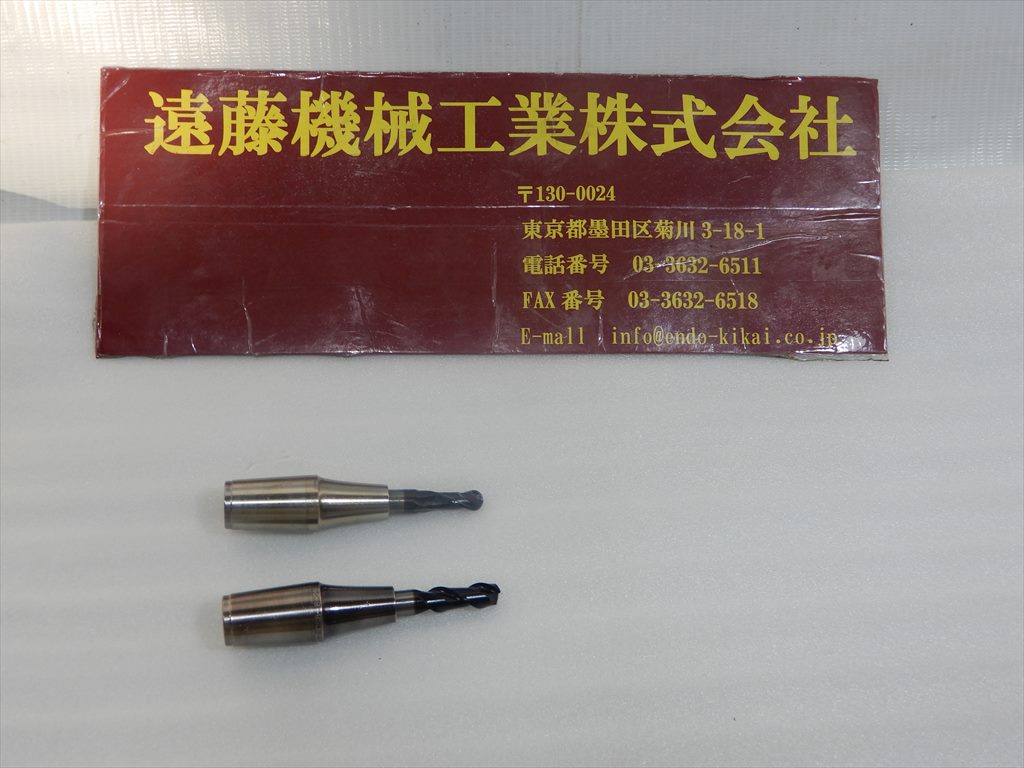 遠藤機械工業株式会社
〒130-0024
東京都墨田区菊川 3-18-1
電話番号 03-3632-6511
FAX 番号 03-3632-6518
E-mall info@endo-kikai.co.jp